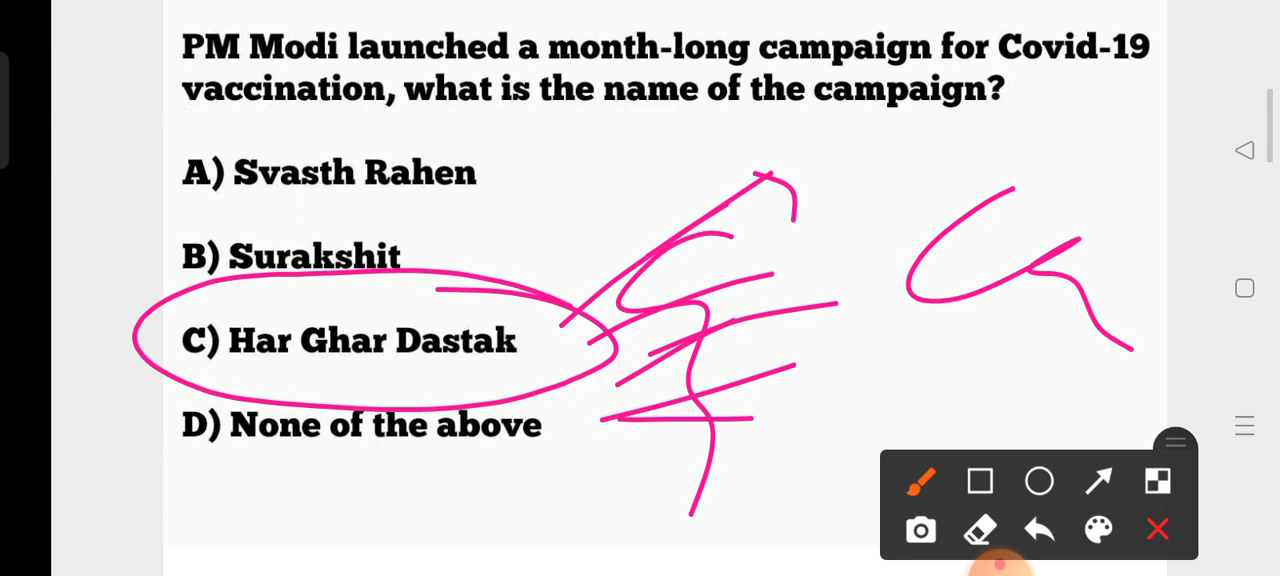 PM Modi launched a month-long campaign for Covid-19
vaccination, what is the name of the campaign?
A) Svasth Rahen
B) Surakshit
C) Har Ghar Dastak
D) None of the above